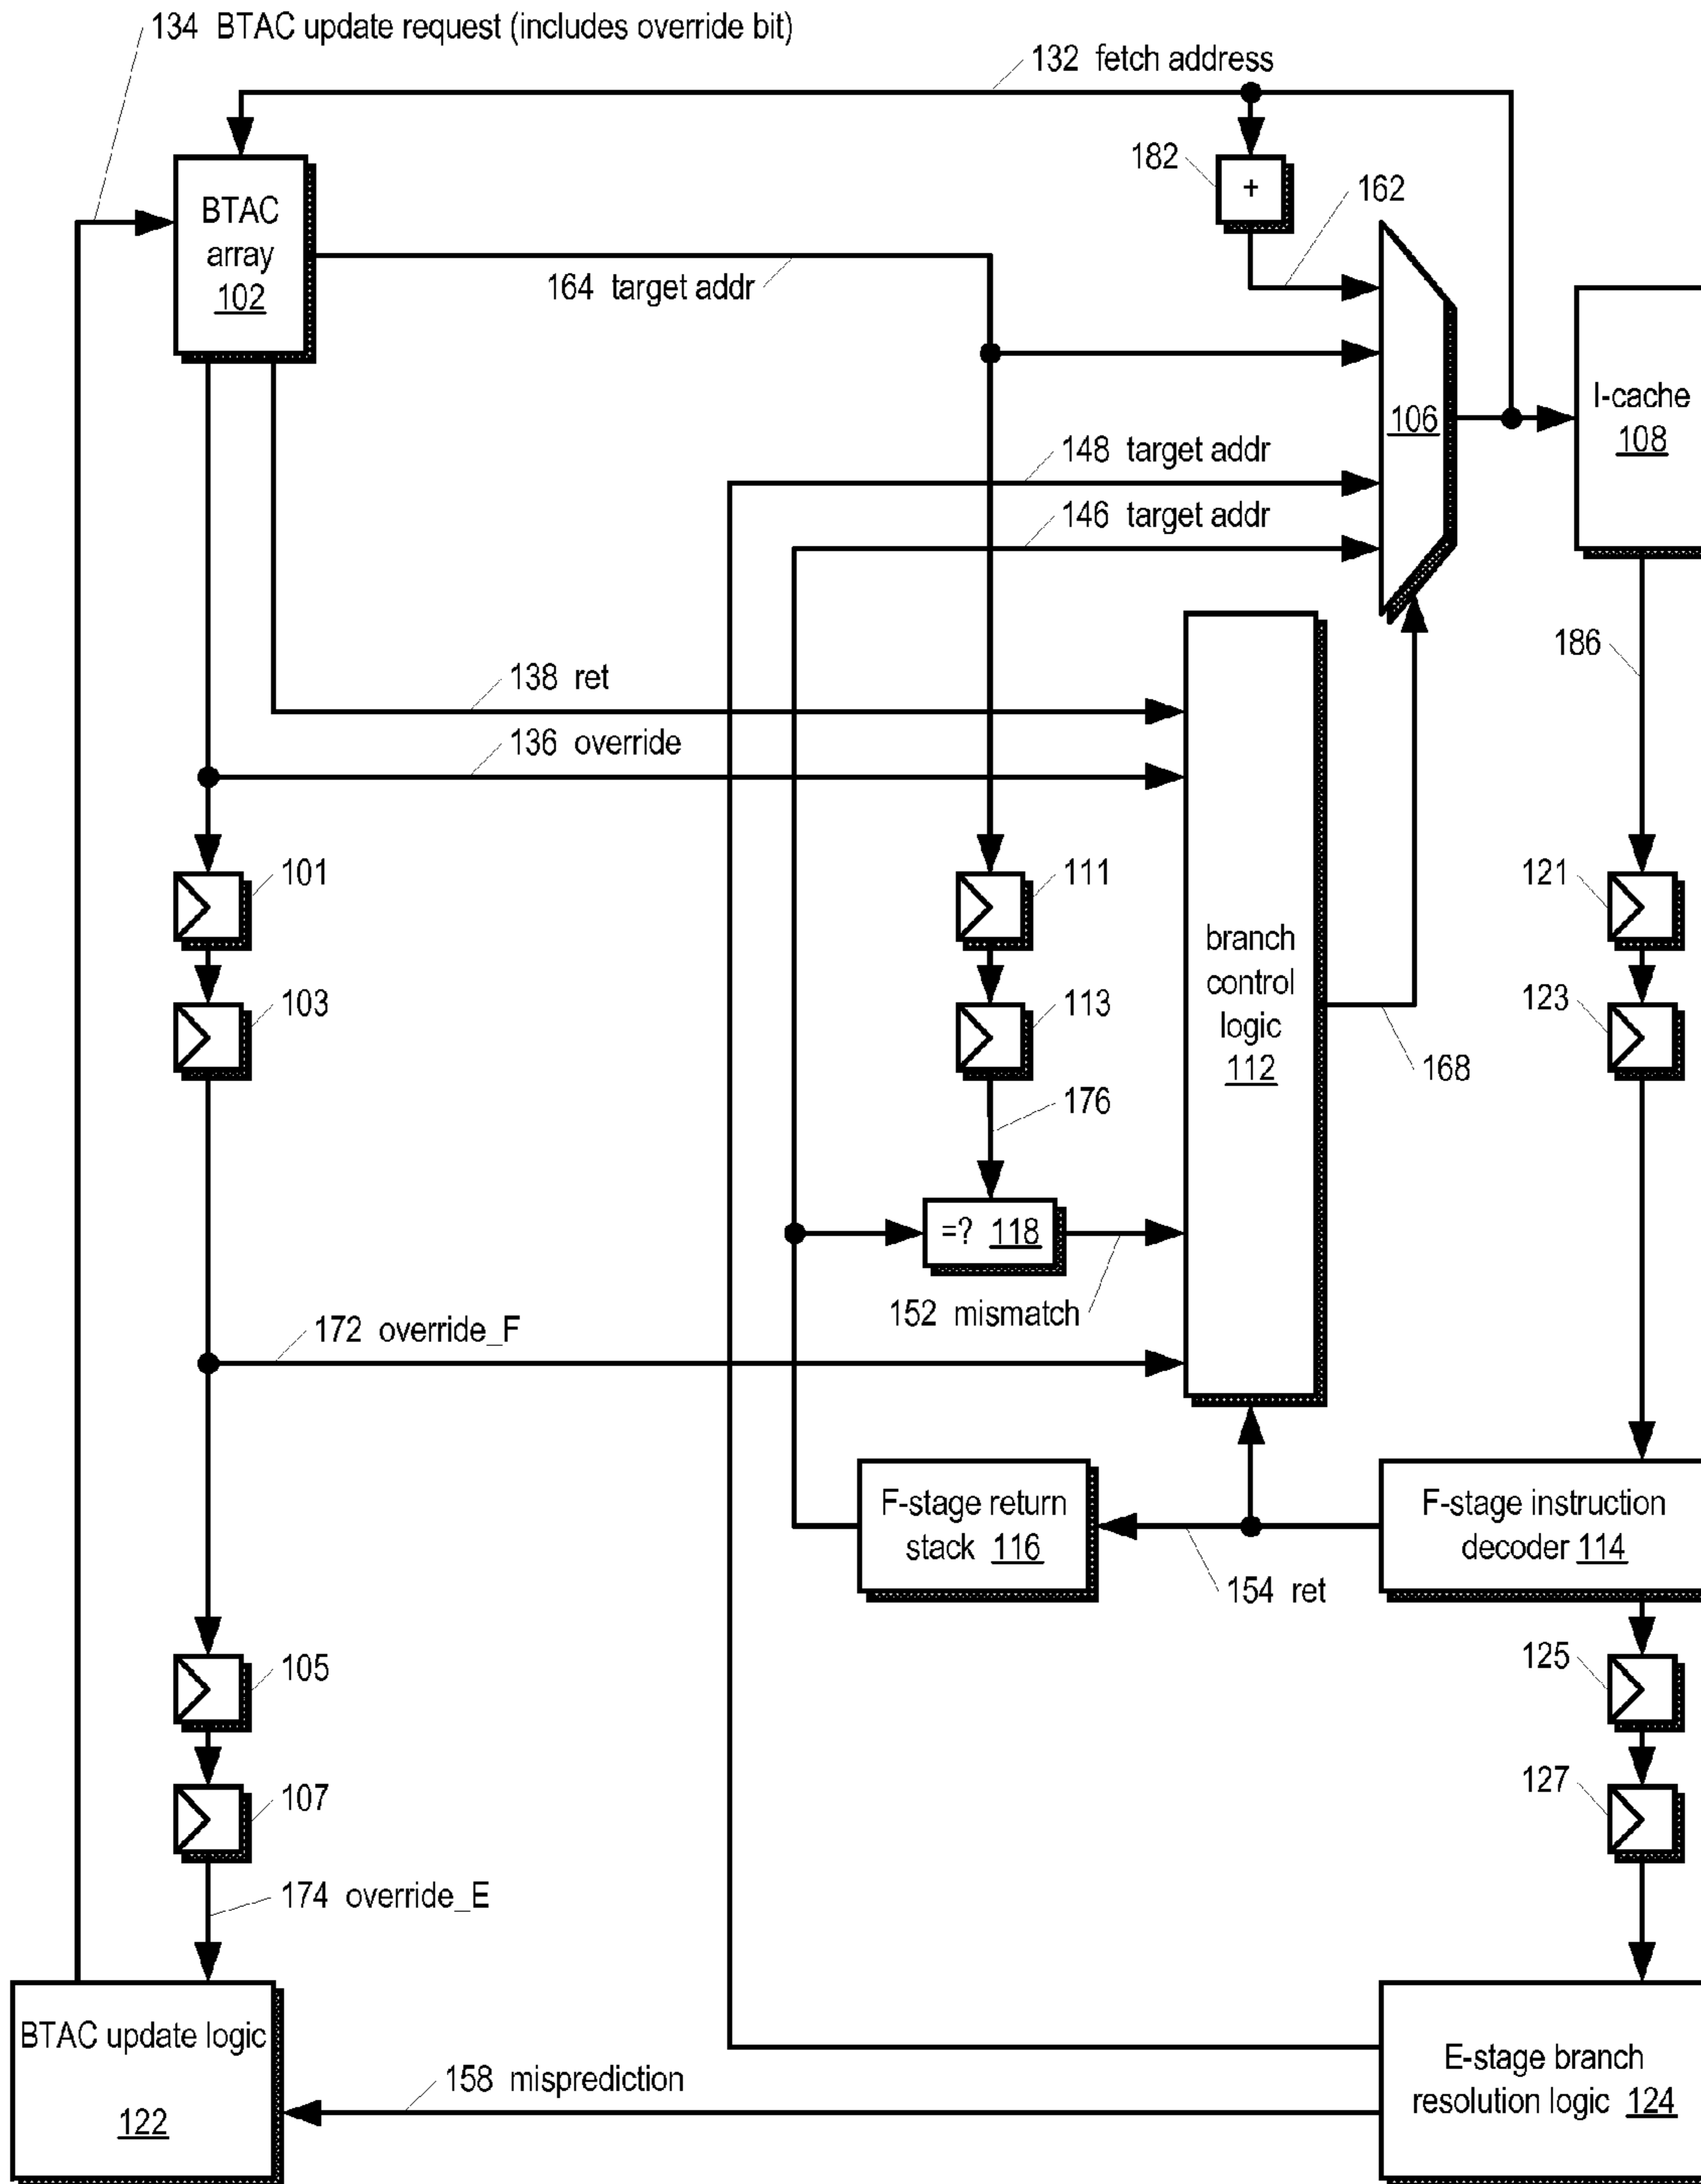 134 BTAC update request (includes override bit)
132 fetch address
182
+
162
BTAC
array
102
164 target addr
106
I-cache
108
148 target addr
146 target addr
186
138 ret
136 override
101
111
121
branch
control
logic
112
103
113
123
168
176
=? 118
152 mismatch
172 override_F
F-stage return
stack 116
F-stage instruction
decoder 114
154 ret
105
125
107
127
174 override_E
BTAC update logic
122
E-stage branch
resolution logic 124
158 misprediction